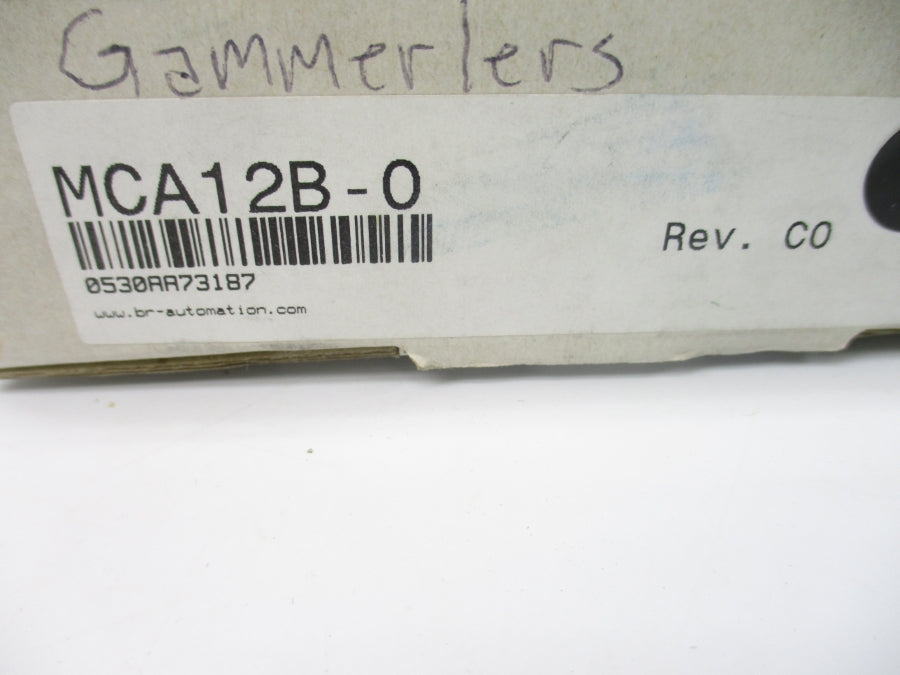 Gammerlers
MCA12B-0
Rev. C0
0530AA73187
www.br-automation.com